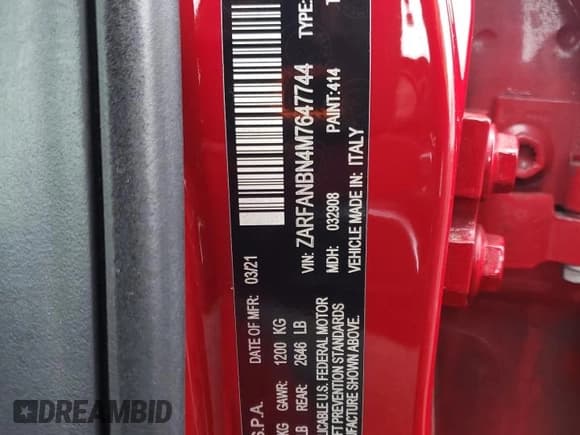 S.P.A. DATE OF MFR: 03/21
KG GAWR: 1200 KG
LB REAR: 2646 LB
LICABLE U.S. FEDERAL MOTOR
FT PREVENTION STANDARDS
MANUFACTURE SHOWN ABOVE.
VIN: ZARFANBN4M7647744 TYPE:
MDH: 032908 PAINT:414
VEHICLE MADE IN: ITALY
DREAMBID